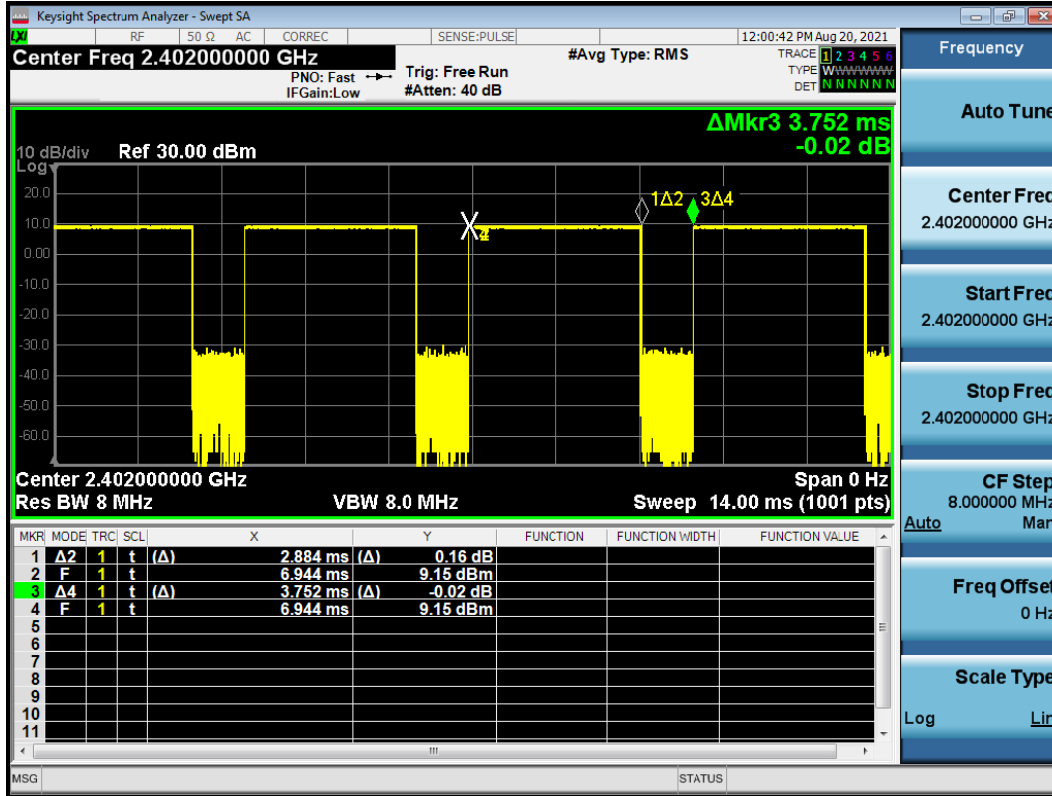 Keysight Spectrum Analyzer - Swept SA
LXI RF 50 Ω AC CORREC SENSE:PULSE 12:00:42 PM Aug 20, 2021
Center Freq 2.402000000 GHz #Avg Type: RMS TRACE 1 2 3 4 5 6
PNO: Fast Trig: Free Run TYPE WWWWWW
IFGain:Low #Atten: 40 dB DET N N N N N N
ΔMkr3 3.752 ms
-0.02 dB
10 dB/div Ref 30.00 dBm
Log
20.0
10.0
0.00
-10.0
-20.0
-30.0
-40.0
-50.0
-60.0
1Δ2 3Δ4
4
Center 2.402000000 GHz Span 0 Hz
Res BW 8 MHz VBW 8.0 MHz Sweep 14.00 ms (1001 pts)
MKR MODE TRC SCL X Y FUNCTION FUNCTION WIDTH FUNCTION VALUE
1 Δ2 1 t (Δ) 2.884 ms (Δ) 0.16 dB
2 F 1 t 6.944 ms 9.15 dBm
3 Δ4 1 t (Δ) 3.752 ms (Δ) -0.02 dB
4 F 1 t 6.944 ms 9.15 dBm
5
6
7
8
9
10
11
MSG STATUS
Frequency
Auto Tune
Center Freq
2.402000000 GHz
Start Freq
2.402000000 GHz
Stop Freq
2.402000000 GHz
CF Step
8.000000 MHz
Auto Man
Freq Offset
0 Hz
Scale Type
Log Lin